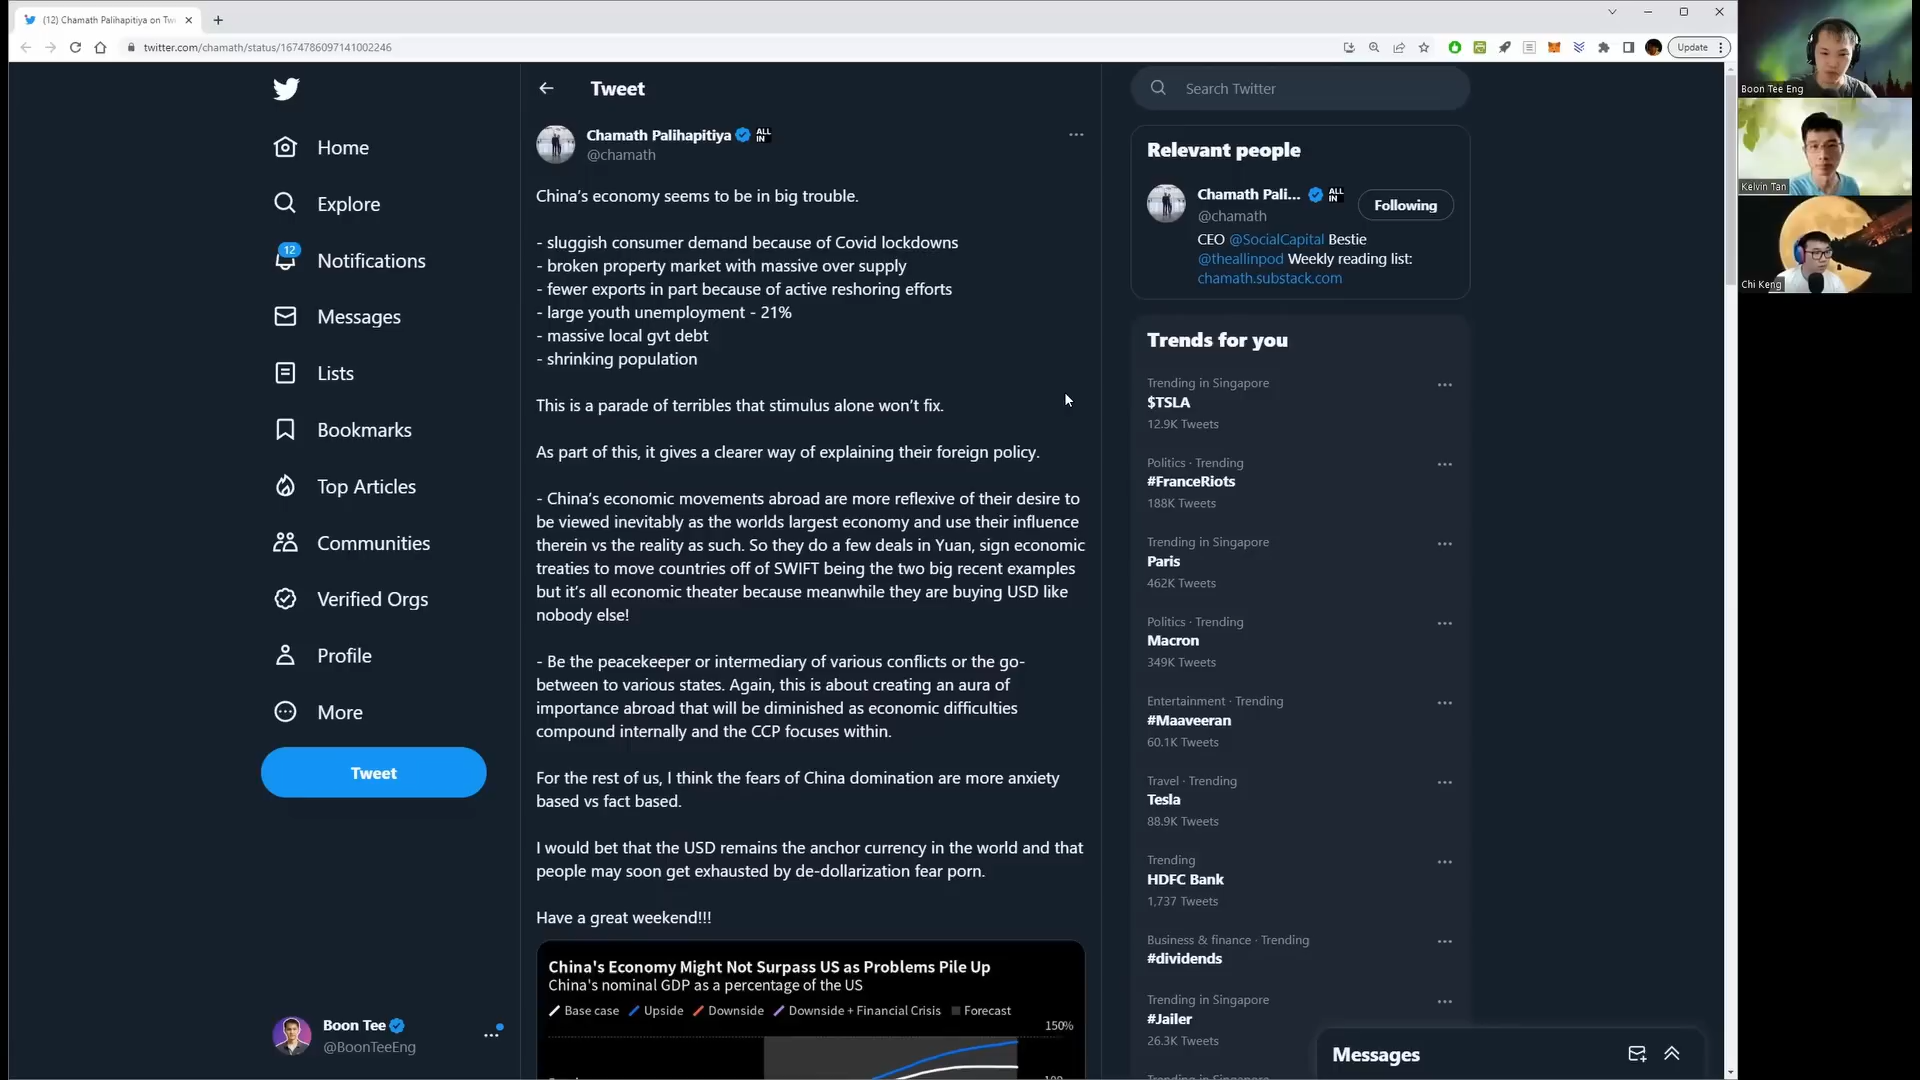 (12) Chamath Palihapitiya on Tw
twitter.com/chamath/status/1674786097141002246
Update
Home
Explore
12
Notifications
Messages
Lists
Bookmarks
Top Articles
Communities
Verified Orgs
Profile
More
Tweet
Boon Tee
@BoonTeeEng
Tweet
Chamath Palihapitiya ALL IN
@chamath
China’s economy seems to be in big trouble.
- sluggish consumer demand because of Covid lockdowns
- broken property market with massive over supply
- fewer exports in part because of active reshoring efforts
- large youth unemployment - 21%
- massive local gvt debt
- shrinking population
This is a parade of terribles that stimulus alone won’t fix.
As part of this, it gives a clearer way of explaining their foreign policy.
- China’s economic movements abroad are more reflexive of their desire to
be viewed inevitably as the worlds largest economy and use their influence
therein vs the reality as such. So they do a few deals in Yuan, sign economic
treaties to move countries off of SWIFT being the two big recent examples
but it’s all economic theater because meanwhile they are buying USD like
nobody else!
- Be the peacekeeper or intermediary of various conflicts or the go-
between to various states. Again, this is about creating an aura of
importance abroad that will be diminished as economic difficulties
compound internally and the CCP focuses within.
For the rest of us, I think the fears of China domination are more anxiety
based vs fact based.
I would bet that the USD remains the anchor currency in the world and that
people may soon get exhausted by de-dollarization fear porn.
Have a great weekend!!!
China's Economy Might Not Surpass US as Problems Pile Up
China's nominal GDP as a percentage of the US
Base case Upside Downside Downside + Financial Crisis Forecast
150%
Search Twitter
Relevant people
Chamath Pali... ALL IN
@chamath
Following
CEO @SocialCapital Bestie
@theallinpod Weekly reading list:
chamath.substack.com
Trends for you
Trending in Singapore
$TSLA
12.9K Tweets
Politics · Trending
#FranceRiots
188K Tweets
Trending in Singapore
Paris
462K Tweets
Politics · Trending
Macron
349K Tweets
Entertainment · Trending
#Maaveeran
60.1K Tweets
Travel · Trending
Tesla
88.9K Tweets
Trending
HDFC Bank
1,737 Tweets
Business & finance · Trending
#dividends
Trending in Singapore
#Jailer
26.3K Tweets
Messages
Boon Tee Eng
Kelvin Tan
Chi Keng